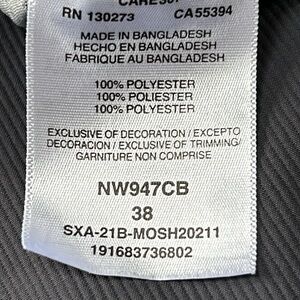 RN 130273 CA55394
MADE IN BANGLADESH
HECHO EN BANGLADESH
FABRIQUE AU BANGLADESH
100% POLYESTER
100% POLIESTER
100% POLYESTER
EXCLUSIVE OF DECORATION / EXCEPTO
DECORACION / EXCLUSIVE OF TRIMMING/
GARNITURE NON COMPRISE
NW947CB
38
SXA-21B-MOSH20211
191683736802